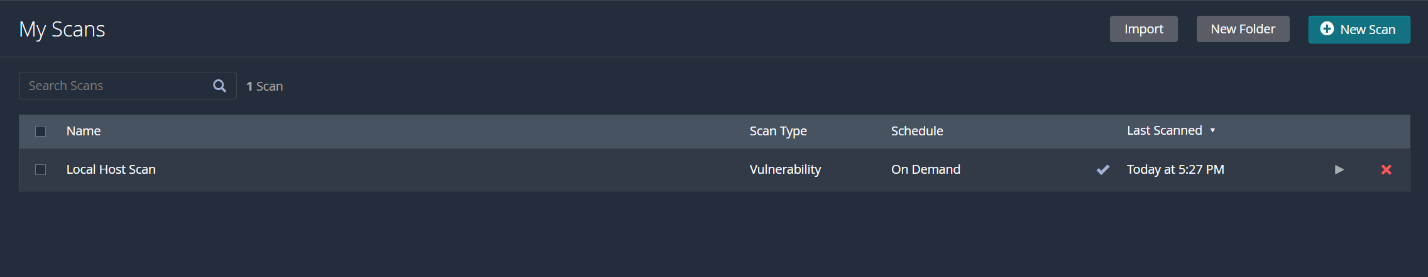 My Scans
Import New Folder New Scan
Search Scans 1 Scan
Name Scan Type Schedule Last Scanned
Local Host Scan Vulnerability On Demand Today at 5:27 PM